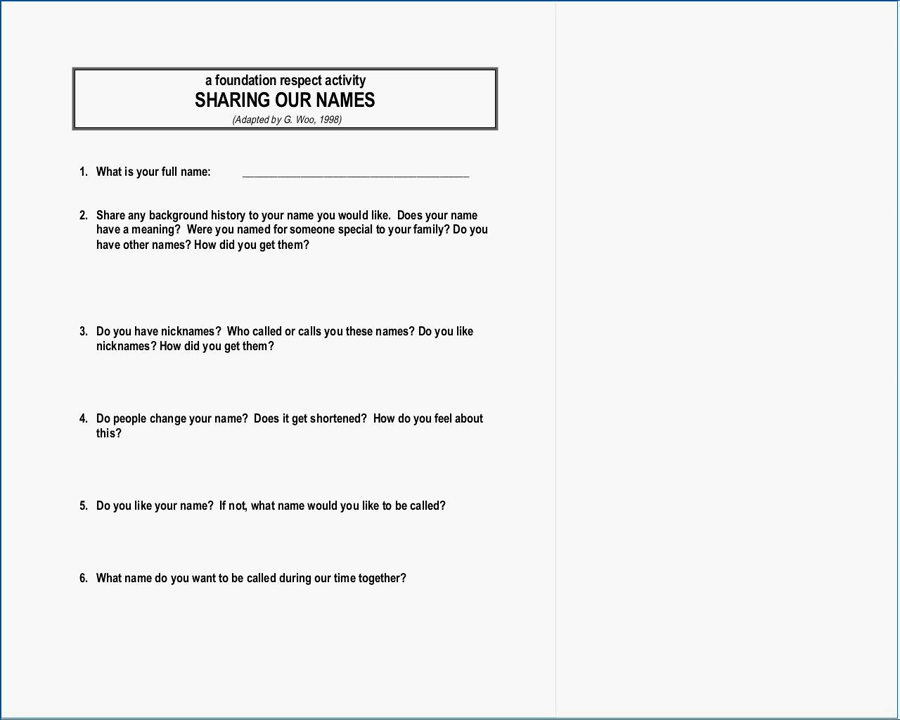 a foundation respect activity
SHARING OUR NAMES
(Adapted by G. Woo, 1998)
1. What is your full name: ___________________________________
2. Share any background history to your name you would like. Does your name
have a meaning? Were you named for someone special to your family? Do you
have other names? How did you get them?
3. Do you have nicknames? Who called or calls you these names? Do you like
nicknames? How did you get them?
4. Do people change your name? Does it get shortened? How do you feel about
this?
5. Do you like your name? If not, what name would you like to be called?
6. What name do you want to be called during our time together?